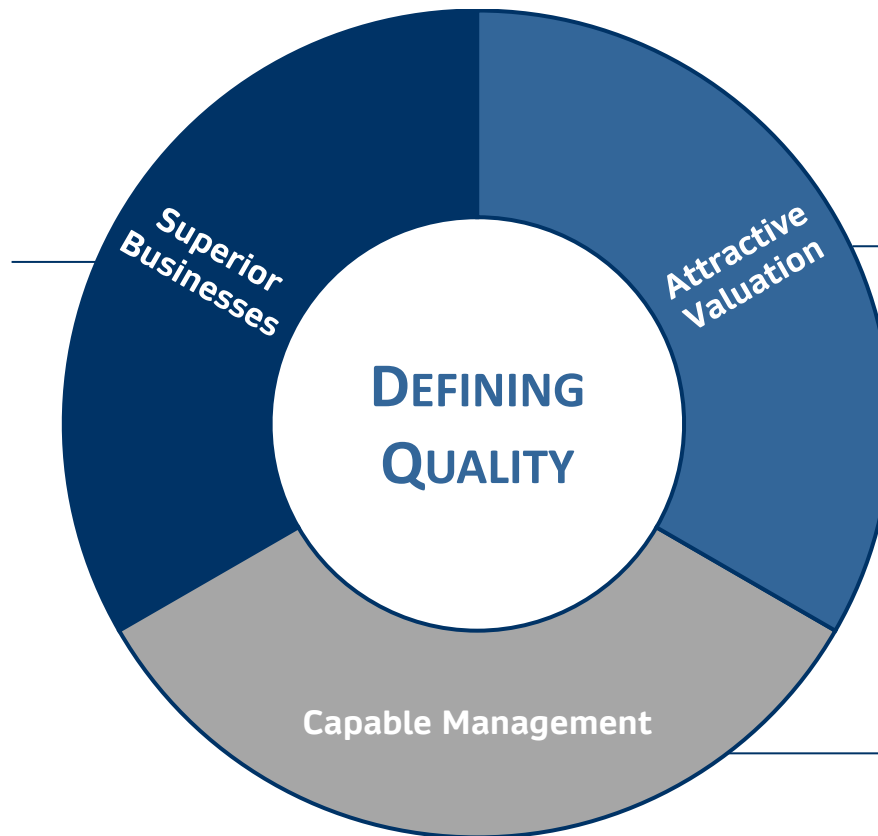 Superior
Businesses
Attractive
Valuation
DEFINING
QUALITY
Capable Management